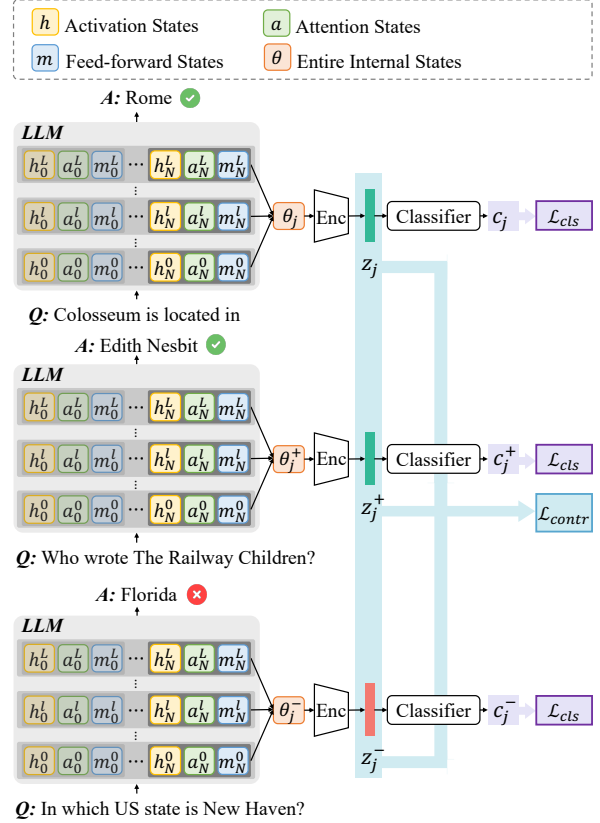 h Activation States a Attention States
m Feed-forward States θ Entire Internal States
A: Rome
LLM
h_0^L a_0^L m_0^L ··· h_N^L a_N^L m_N^L
⋮ ⋮
h_0^l a_0^l m_0^l ··· h_N^l a_N^l m_N^l θ_j Enc Classifier c_j ℒ_cls
⋮ ⋮
h_0^0 a_0^0 m_0^0 ··· h_N^0 a_N^0 m_N^0 z_j
Q: Colosseum is located in
A: Edith Nesbit
LLM
h_0^L a_0^L m_0^L ··· h_N^L a_N^L m_N^L
⋮ ⋮
h_0^l a_0^l m_0^l ··· h_N^l a_N^l m_N^l θ_j^+ Enc Classifier c_j^+ ℒ_cls
⋮ ⋮
h_0^0 a_0^0 m_0^0 ··· h_N^0 a_N^0 m_N^0 z_j^+ ℒ_contr
Q: Who wrote The Railway Children?
A: Florida
LLM
h_0^L a_0^L m_0^L ··· h_N^L a_N^L m_N^L
⋮ ⋮
h_0^l a_0^l m_0^l ··· h_N^l a_N^l m_N^l θ_j^- Enc Classifier c_j^- ℒ_cls
⋮ ⋮
h_0^0 a_0^0 m_0^0 ··· h_N^0 a_N^0 m_N^0 z_j^-
Q: In which US state is New Haven?